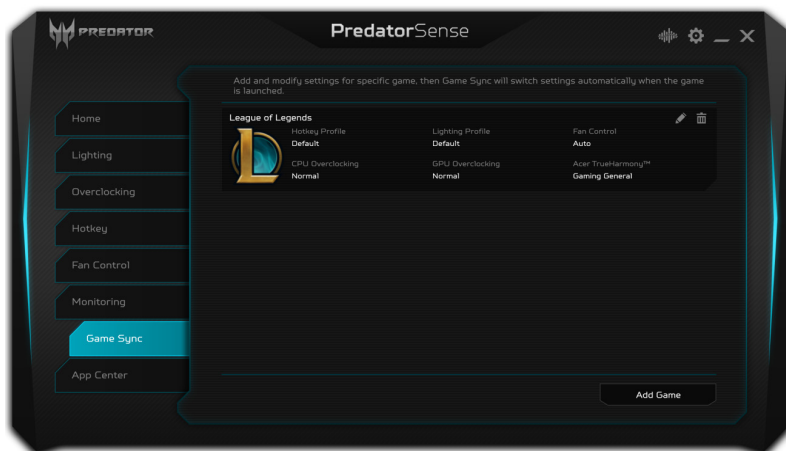 PREDATOR
PredatorSense
Add and modify settings for specific game, then Game Sync will switch settings automatically when the game
is launched.
Home
Lighting
Overclocking
Hotkey
Fan Control
Monitoring
Game Sync
App Center
League of Legends
Hotkey Profile Lighting Profile Fan Control
Default Default Auto
CPU Overclocking GPU Overclocking Acer TrueHarmony™
Normal Normal Gaming General
Add Game